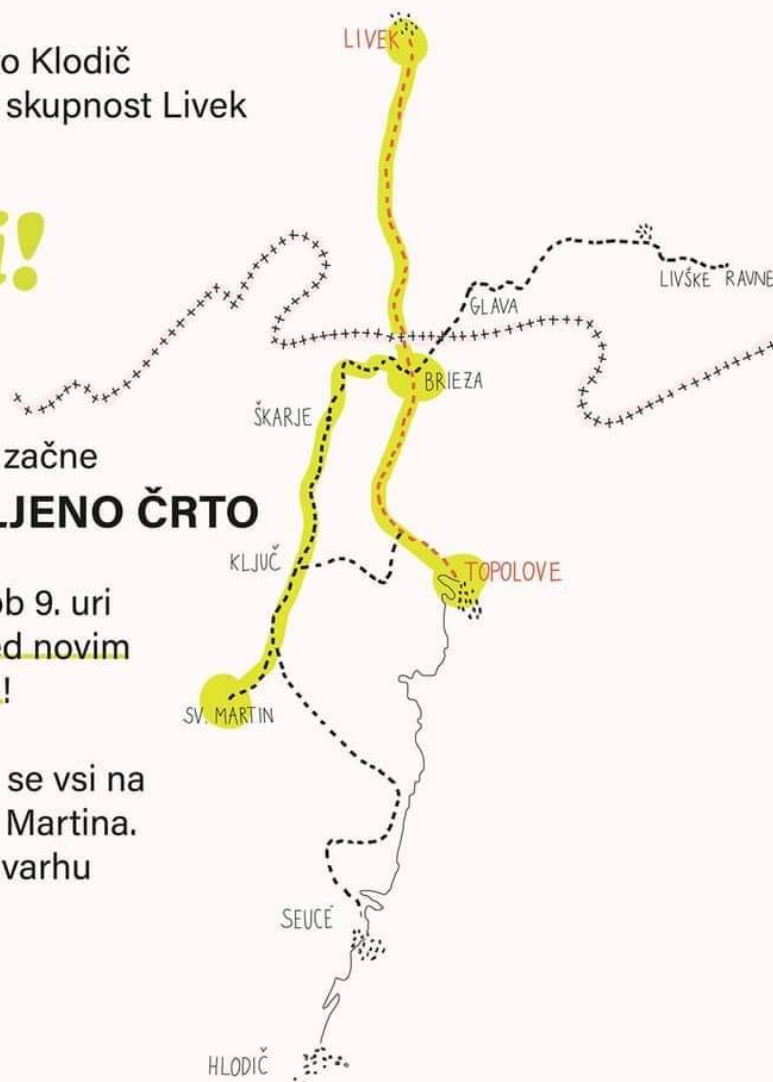 o Klodič
skupnost Livek
i!
začne
LJENO ČRTO
ob 9. uri
ed novim
!
se vsi na
Martina.
varhu
LIVEK
LIVŠKE RAVNE
GLAVA
BRIEZA
ŠKARJE
KLJUČ
TOPOLOVE
SV. MARTIN
SEUCE
HLODIČ